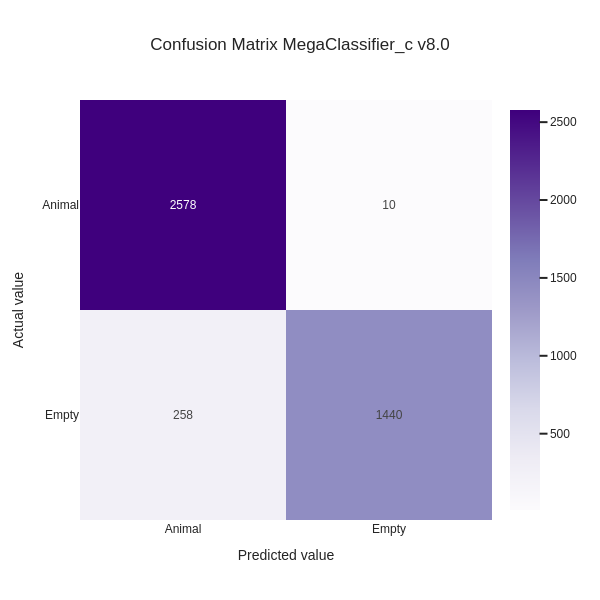 Confusion Matrix MegaClassifier_c v8.0
Actual value
Animal
2578
10
Empty
258
1440
Animal
Empty
Predicted value
2500
2000
1500
1000
500